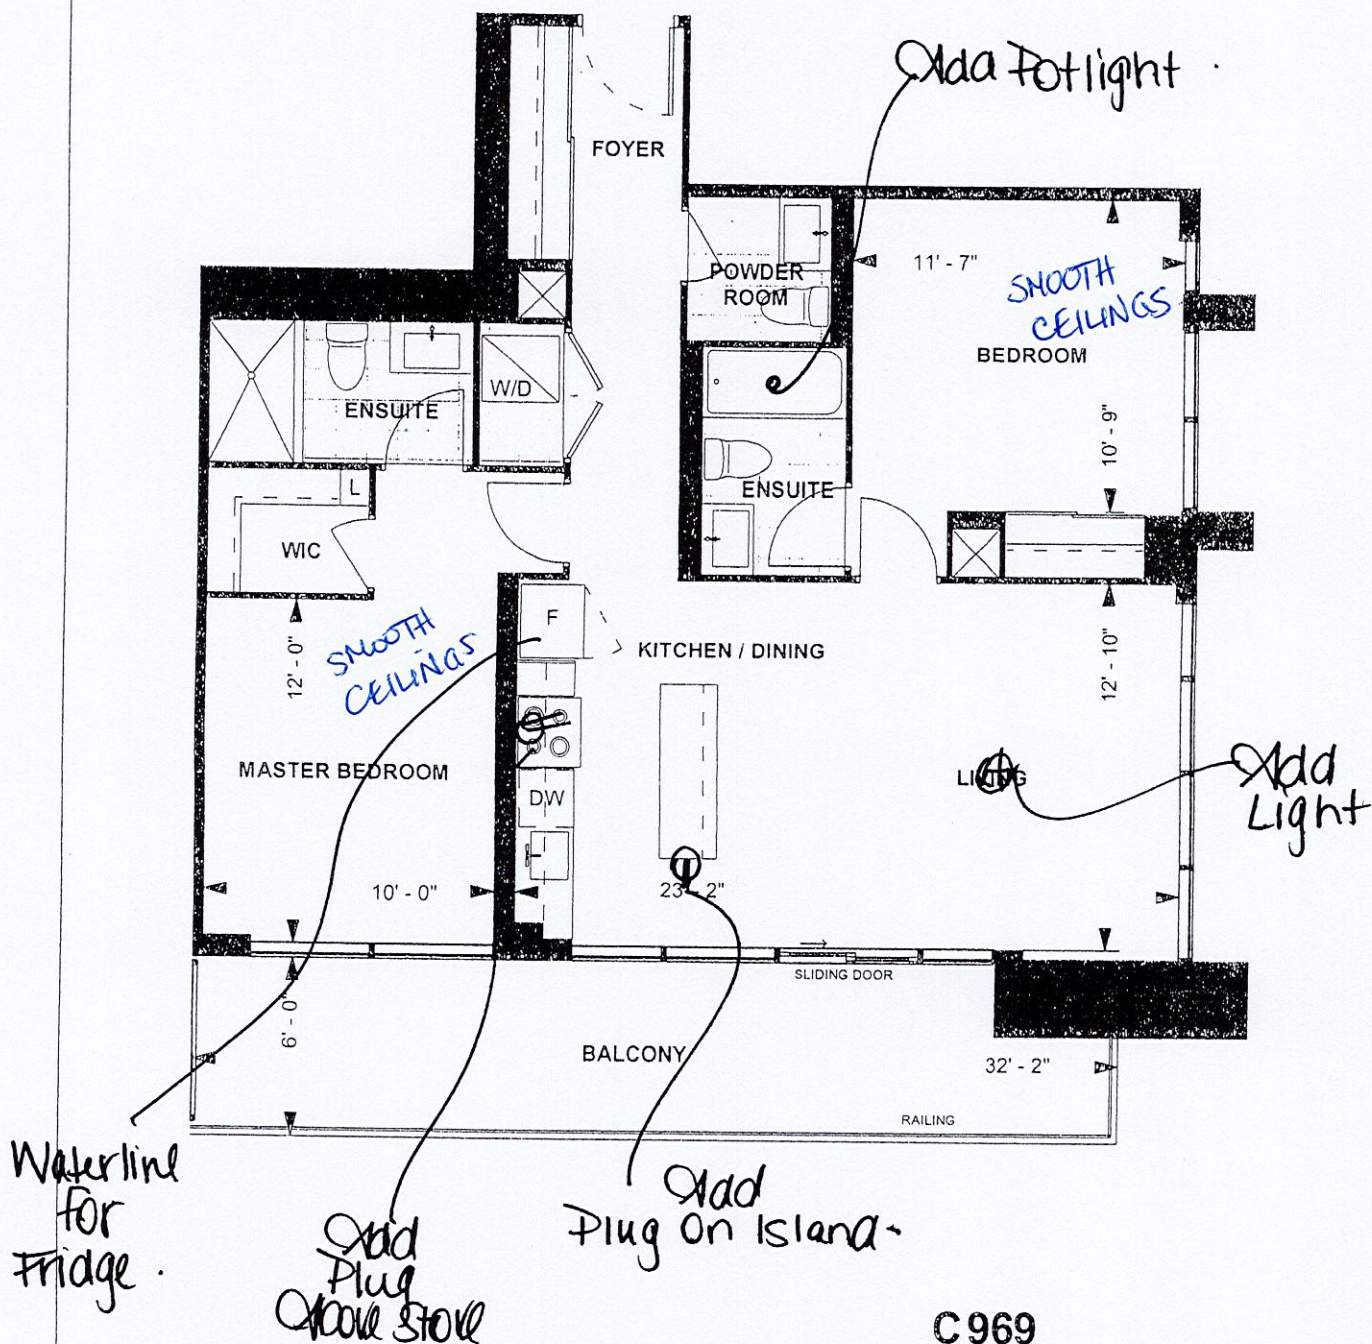 Add Potlight.
FOYER
POWDER
ROOM
11' - 7"
SMOOTH
CEILINGS
BEDROOM
W/D
ENSUITE
10' - 9"
L
ENSUITE
WIC
F
12' - 0"
SMOOTH
CEILINGS
KITCHEN / DINING
12' - 10"
MASTER BEDROOM
LIVING
Add
Light
DW
10' - 0"
23' - 2"
SLIDING DOOR
6' - 0"
BALCONY
32' - 2"
RAILING
Waterline
For
Fridge.
Add
Plug
Above Stove
Add
Plug On Island.
C969